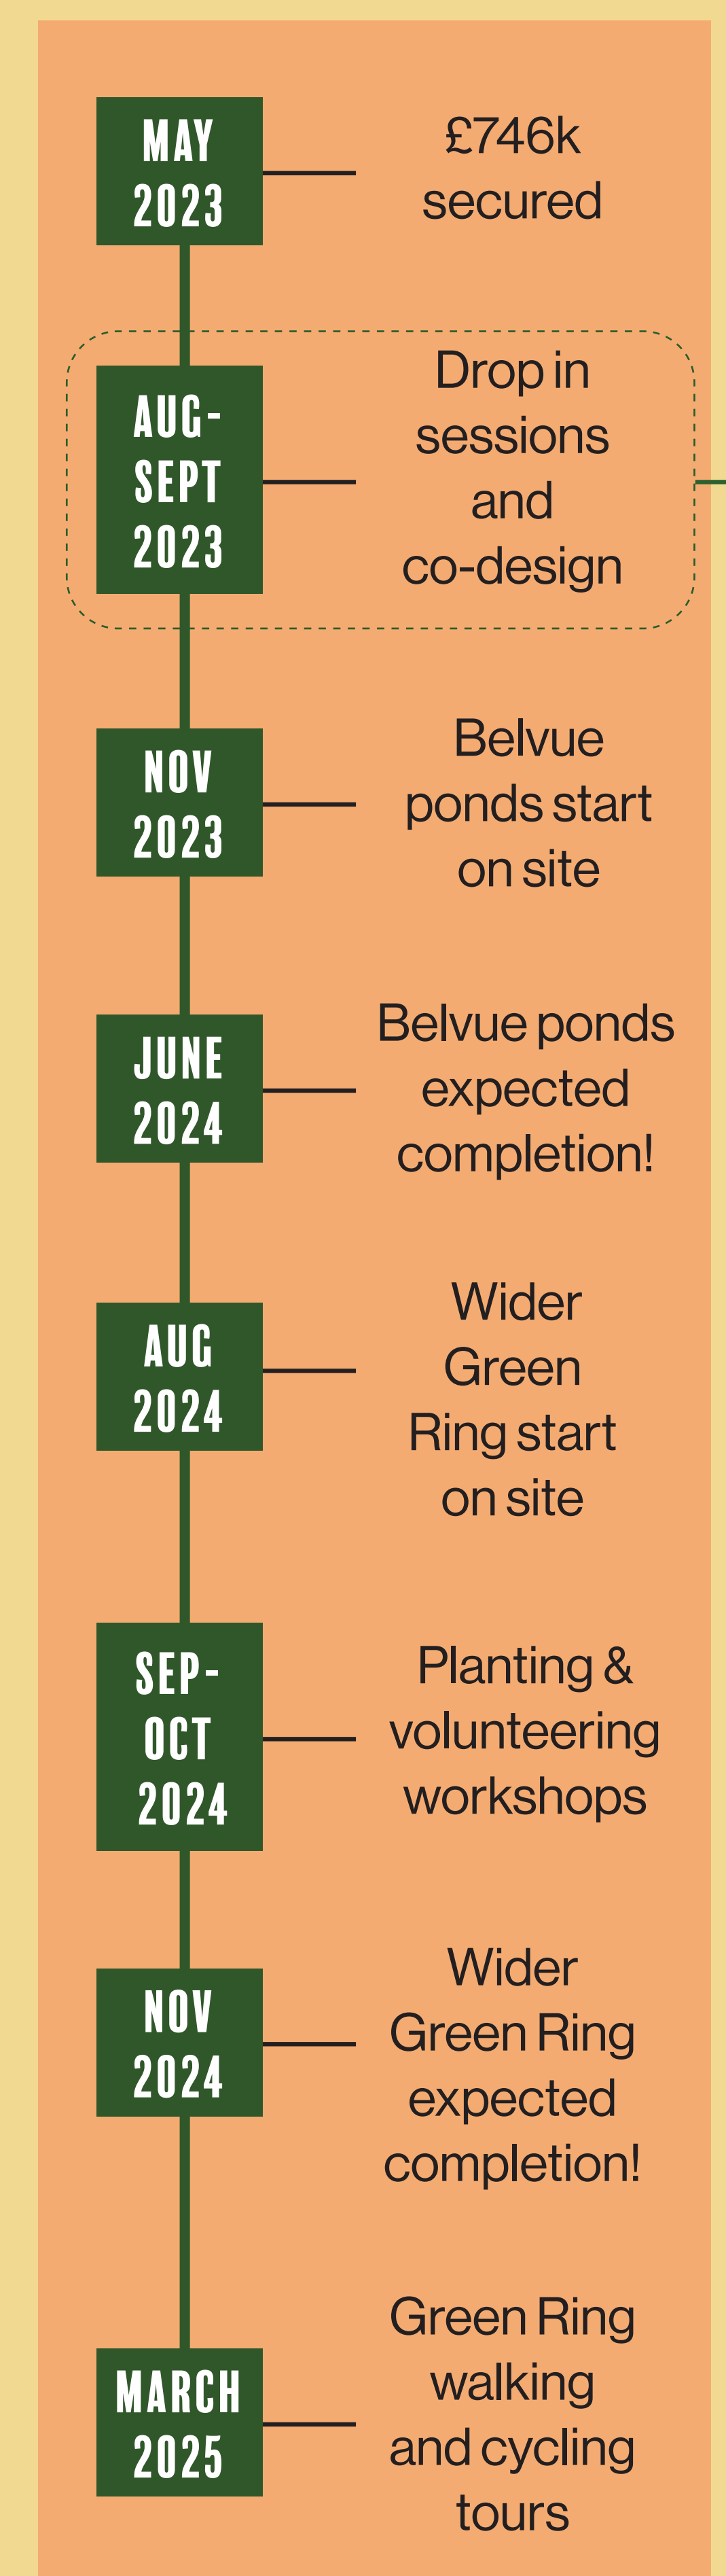 MAY
2023
£746k
secured
AUG-
SEPT
2023
Drop in
sessions
and
co-design
NOV
2023
Belvue
ponds start
on site
JUNE
2024
Belvue ponds
expected
completion!
AUG
2024
Wider
Green
Ring start
on site
SEP-
OCT
2024
Planting &
volunteering
workshops
NOV
2024
Wider
Green Ring
expected
completion!
MARCH
2025
Green Ring
walking
and cycling
tours